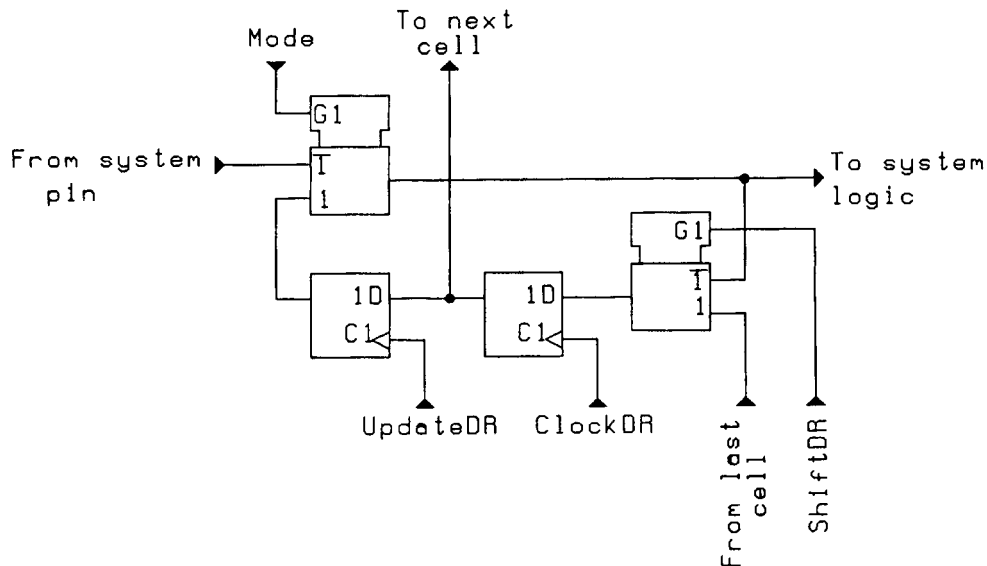 Mode
To next
cell
G1
From system
pin
1
1
To system
logic
G1
1
1
1D
C1
1D
C1
UpdateDR
ClockDR
From last
cell
ShiftDR